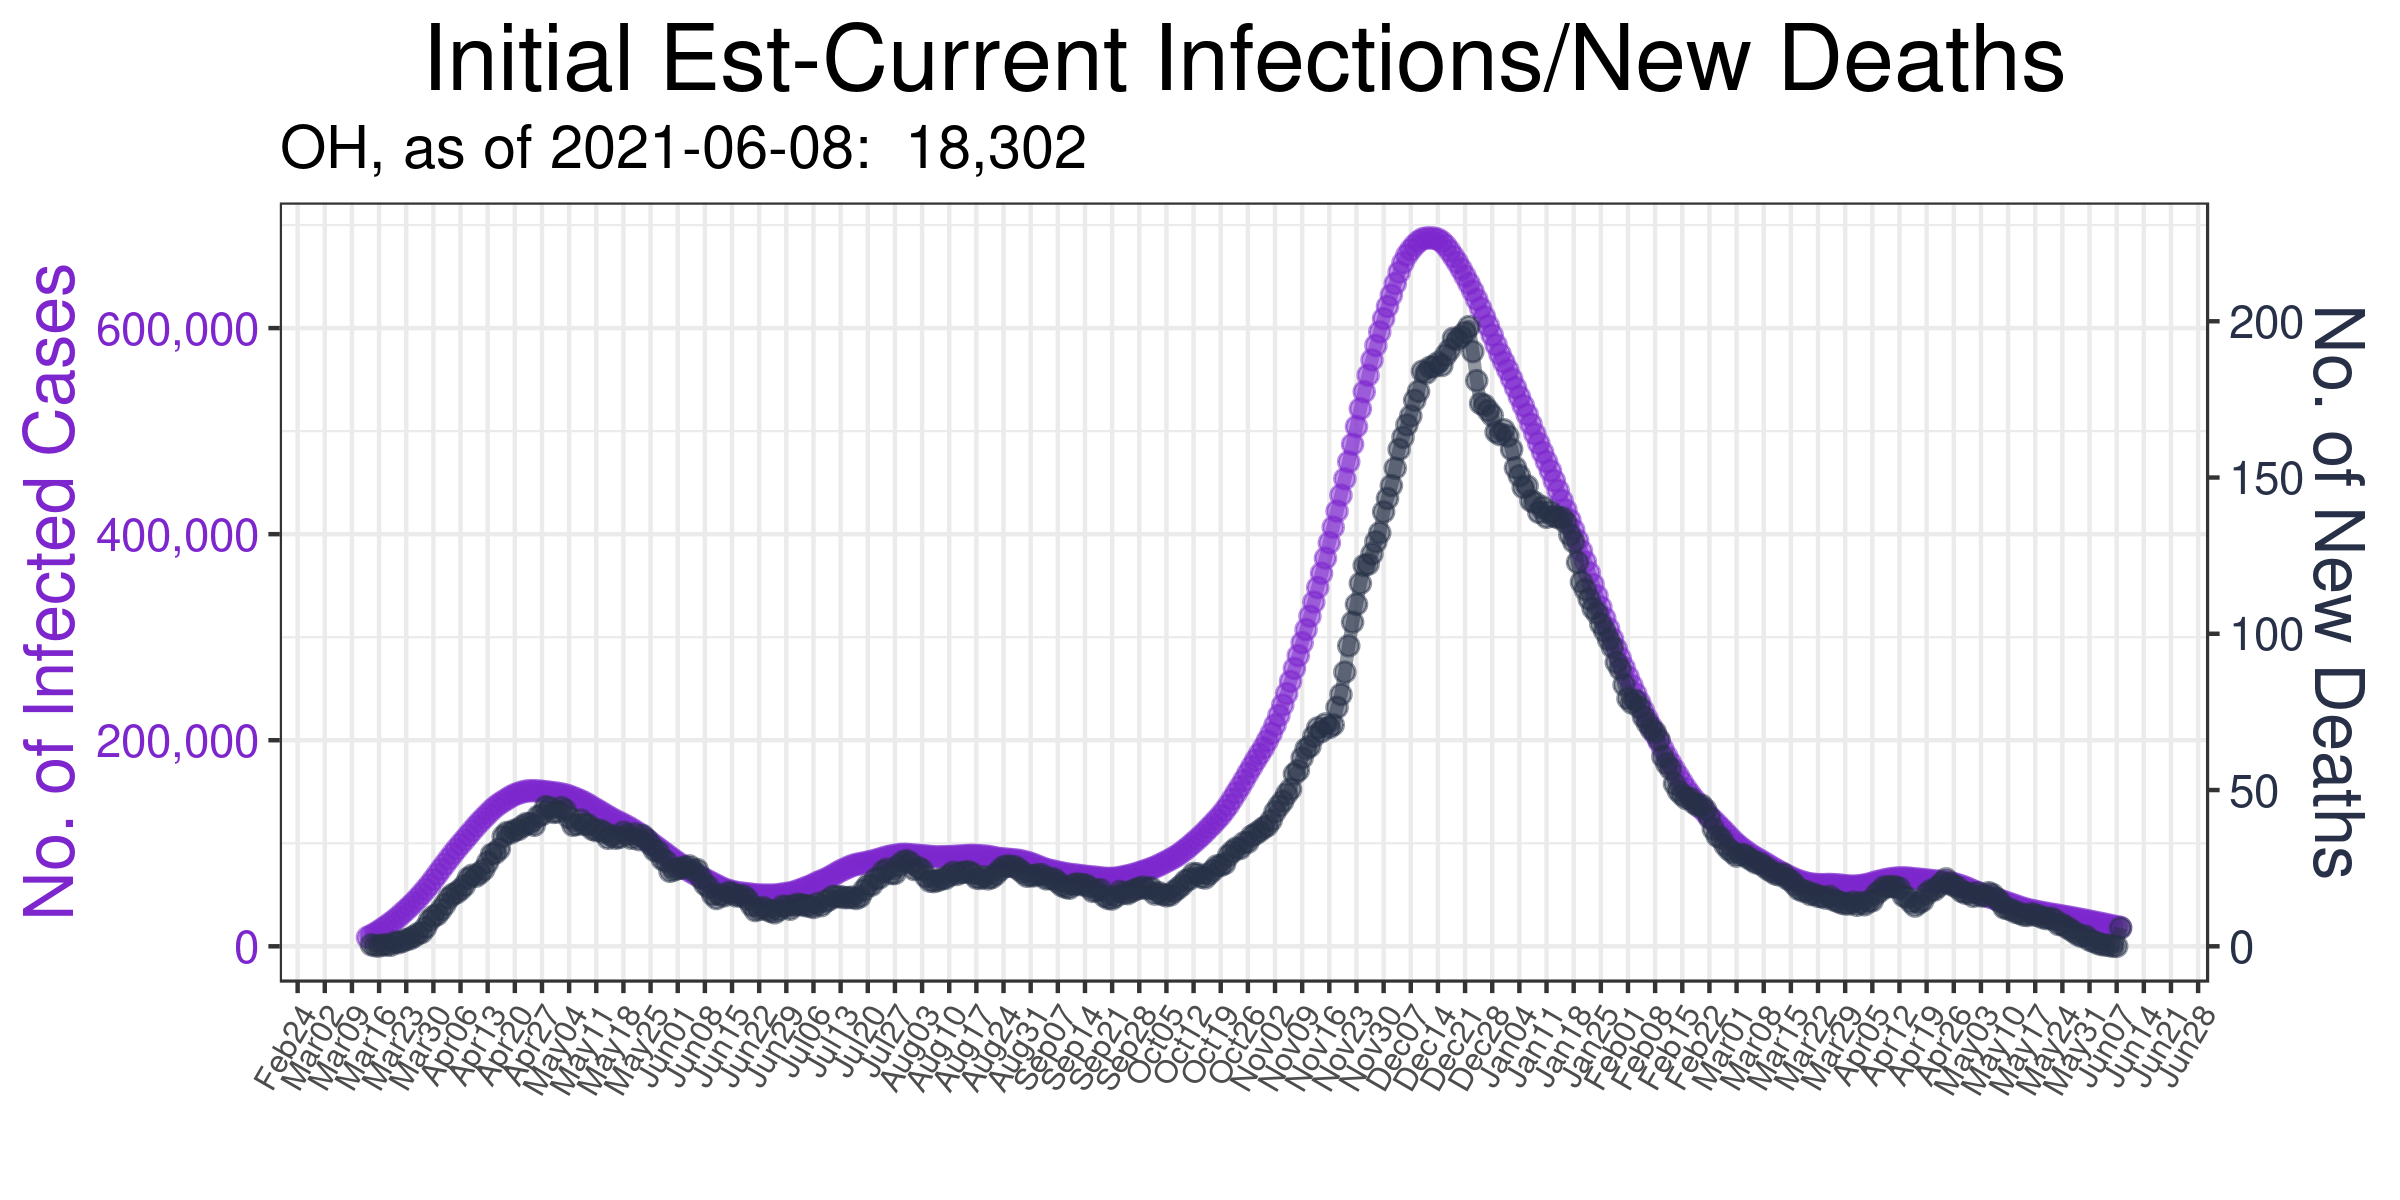 Initial Est-Current Infections/New Deaths
OH, as of 2021-06-08: 18,302
No. of Infected Cases
600,000
400,000
200,000
0
200
150
100
50
0
No. of New Deaths
Feb24
Mar02
Mar09
Mar16
Mar23
Mar30
Apr06
Apr13
Apr20
Apr27
May04
May11
May18
May25
Jun01
Jun08
Jun15
Jun22
Jun29
Jul06
Jul13
Jul20
Jul27
Aug03
Aug10
Aug17
Aug24
Aug31
Sep07
Sep14
Sep21
Sep28
Oct05
Oct12
Oct19
Oct26
Nov02
Nov09
Nov16
Nov23
Nov30
Dec07
Dec14
Dec21
Dec28
Jan04
Jan11
Jan18
Jan25
Feb01
Feb08
Feb15
Feb22
Mar01
Mar08
Mar15
Mar22
Mar29
Apr05
Apr12
Apr19
Apr26
May03
May10
May17
May24
May31
Jun07
Jun14
Jun21
Jun28